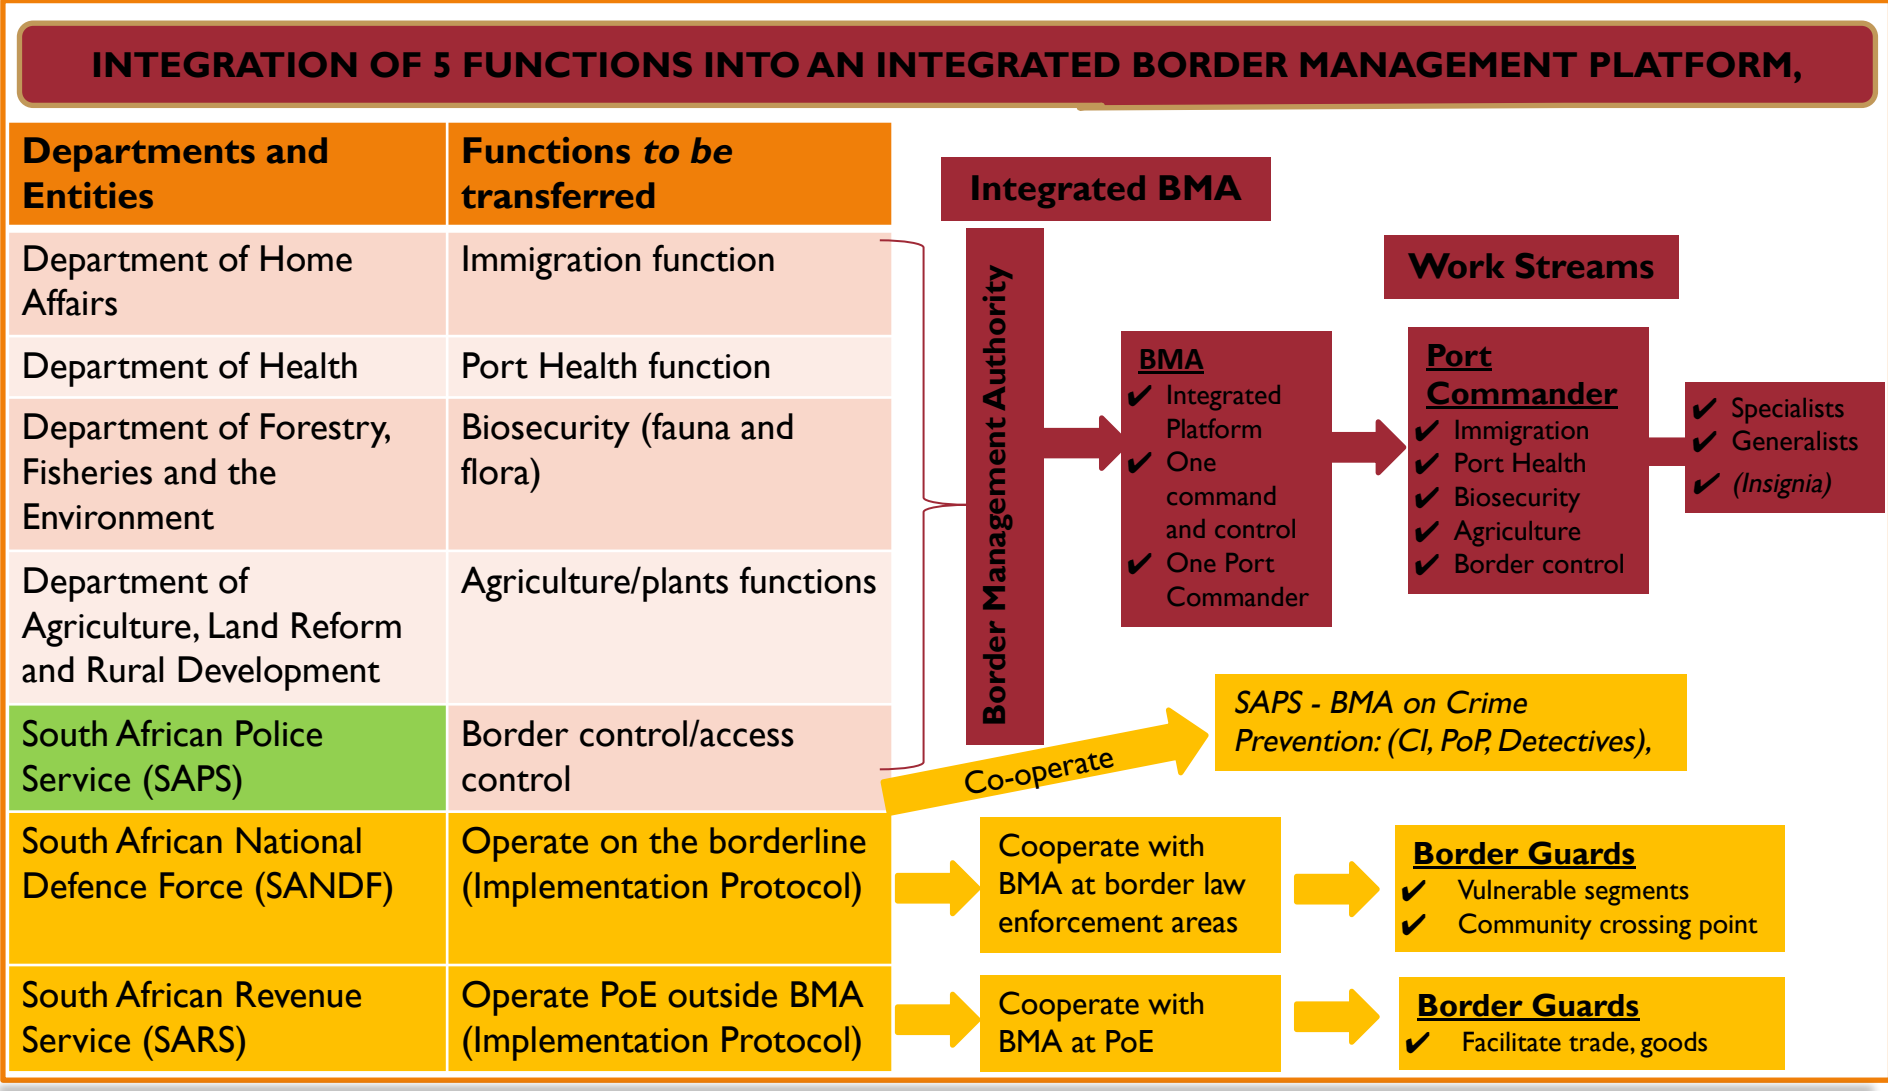 INTEGRATION OF 5 FUNCTIONS INTO AN INTEGRATED BORDER MANAGEMENT PLATFORM,
Departments and
Entities
Functions to be
transferred
Department of Home
Affairs
Immigration function
Department of Health
Port Health function
Department of Forestry,
Fisheries and the
Environment
Biosecurity (fauna and
flora)
Department of
Agriculture, Land Reform
and Rural Development
Agriculture/plants functions
South African Police
Service (SAPS)
Border control/access
control
South African National
Defence Force (SANDF)
Operate on the borderline
(Implementation Protocol)
South African Revenue
Service (SARS)
Operate PoE outside BMA
(Implementation Protocol)
Integrated BMA
Border Management Authority
BMA
✔ Integrated
Platform
✔ One
command
and control
✔ One Port
Commander
Work Streams
Port
Commander
✔ Immigration
✔ Port Health
✔ Biosecurity
✔ Agriculture
✔ Border control
✔ Specialists
✔ Generalists
✔ (Insignia)
Co-operate
SAPS - BMA on Crime
Prevention: (CI, PoP, Detectives),
Cooperate with
BMA at border law
enforcement areas
Border Guards
✔ Vulnerable segments
✔ Community crossing point
Cooperate with
BMA at PoE
Border Guards
✔ Facilitate trade, goods